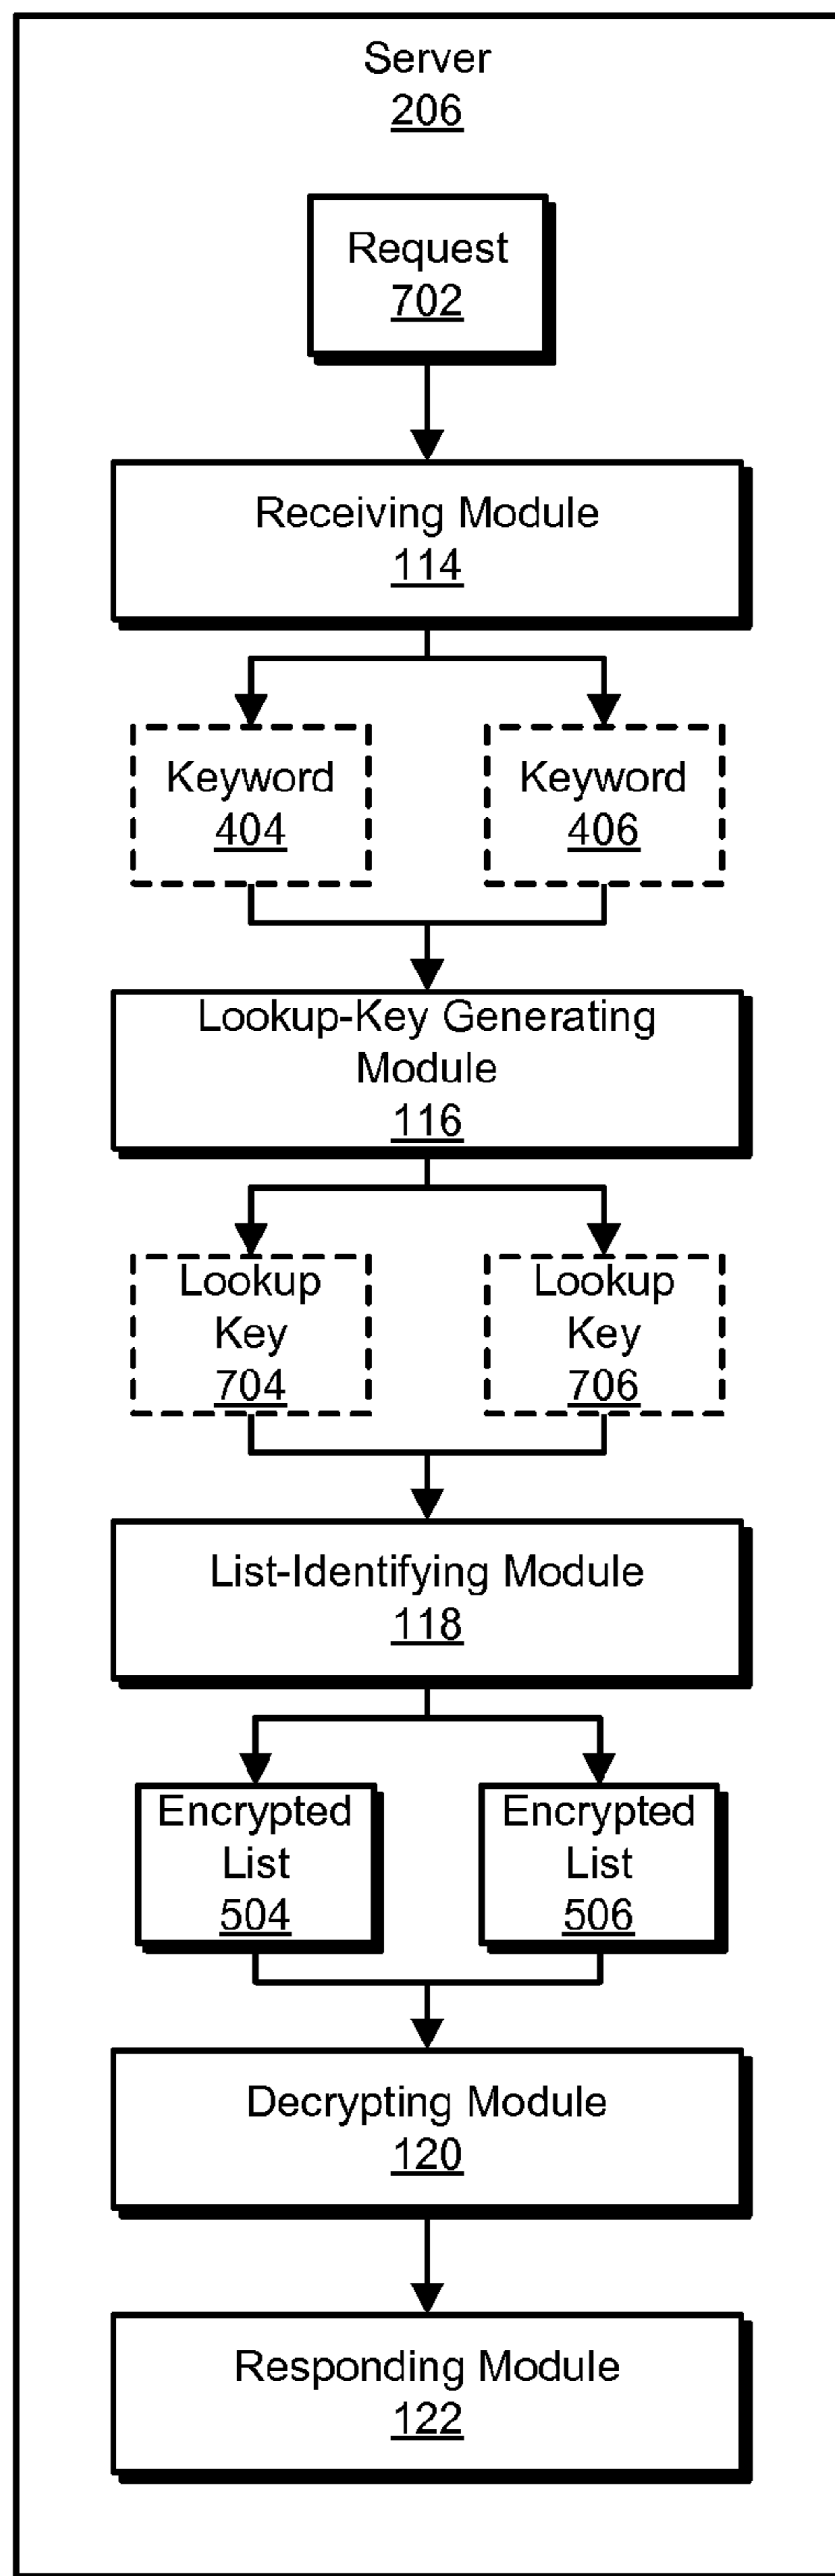 Server
206
Request
702
Receiving Module
114
Keyword
404
Keyword
406
Lookup-Key Generating
Module
116
Lookup
Key
704
Lookup
Key
706
List-Identifying Module
118
Encrypted
List
504
Encrypted
List
506
Decrypting Module
120
Responding Module
122